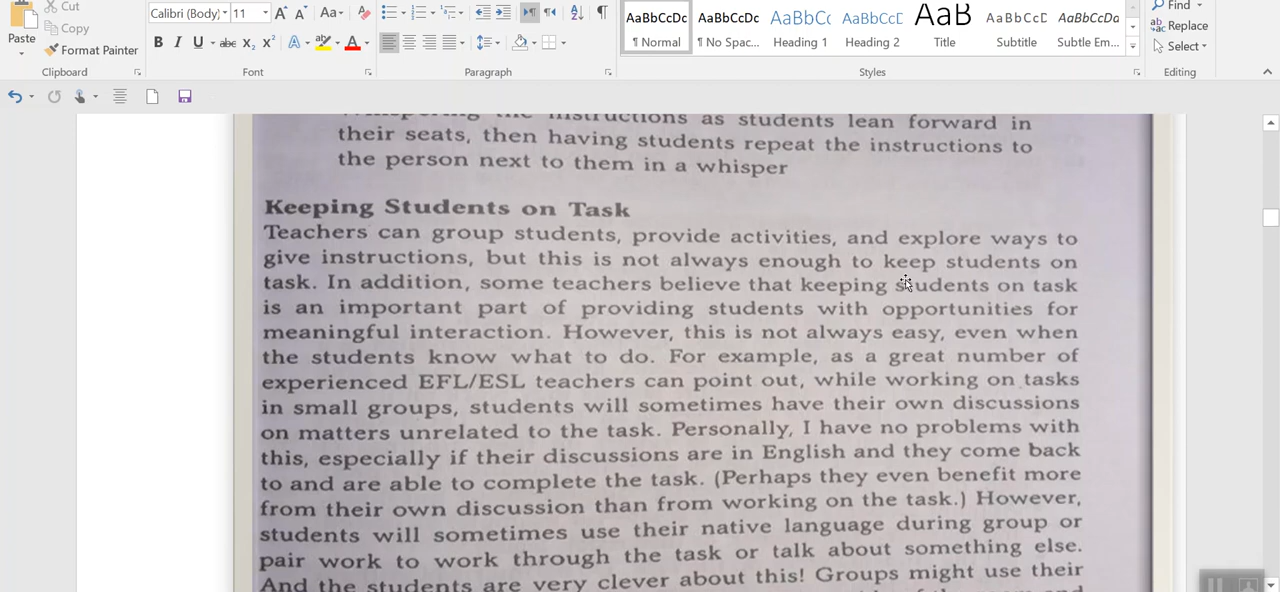 Cut
Find
Calibri (Body) 11 A A Aa
AaBbCcDc AaBbCcDc AaBbCc AaBbCcE AaB AaBbCcE AaBbCcDa
Copy
Replace
Paste
Format Painter
B I U abc X2 X2 A A
¶ Normal ¶ No Spac... Heading 1 Heading 2 Title Subtitle Subtle Em...
Select
Clipboard Font Paragraph Styles Editing
instructions as students lean forward in
their seats, then having students repeat the instructions to
the person next to them in a whisper
Keeping Students on Task
Teachers can group students, provide activities, and explore ways to
give instructions, but this is not always enough to keep students on
task. In addition, some teachers believe that keeping students on task
is an important part of providing students with opportunities for
meaningful interaction. However, this is not always easy, even when
the students know what to do. For example, as a great number of
experienced EFL/ESL teachers can point out, while working on tasks
in small groups, students will sometimes have their own discussions
on matters unrelated to the task. Personally, I have no problems with
this, especially if their discussions are in English and they come back
to and are able to complete the task. (Perhaps they even benefit more
from their own discussion than from working on the task.) However,
students will sometimes use their native language during group or
pair work to work through the task or talk about something else.
And the students are very clever about this! Groups might use their